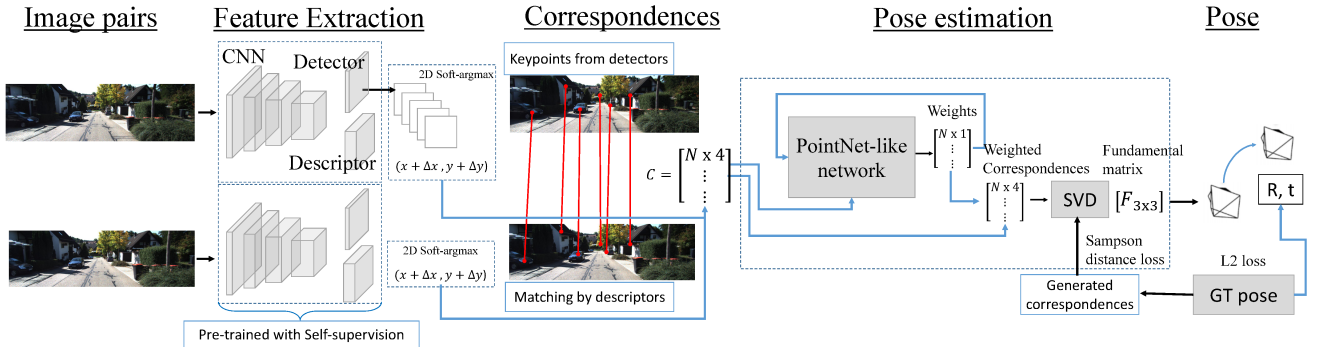 Image pairs
Feature Extraction
Correspondences
Pose estimation
Pose
CNN
Detector
Descriptor
2D Soft-argmax
(x + Δx , y + Δy)
2D Soft-argmax
(x + Δx , y + Δy)
Pre-trained with Self-supervision
Keypoints from detectors
Matching by descriptors
C = [N x 4 ⋮ ⋮]
PointNet-like
network
Weights
[N x 1 ⋮ ⋮]
Weighted
Correspondences
[N x 4 ⋮ ⋮]
SVD
Fundamental
matrix
[F3x3]
Sampson
distance loss
Generated
correspondences
R, t
L2 loss
GT pose